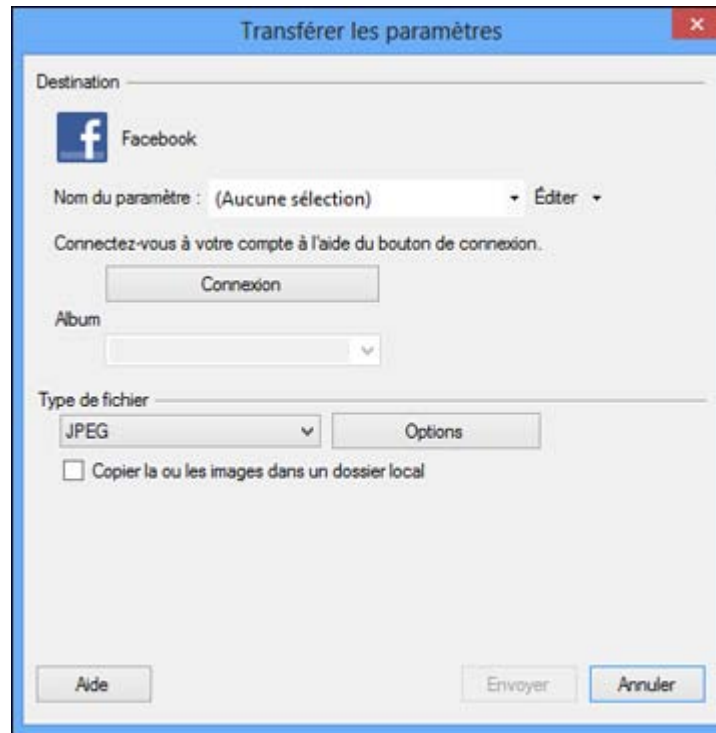 Transférer les paramètres
Destination
Facebook
Nom du paramètre : (Aucune sélection) Éditer
Connectez-vous à votre compte à l'aide du bouton de connexion.
Connexion
Album
Type de fichier
JPEG Options
Copier la ou les images dans un dossier local
Aide Envoyer Annuler